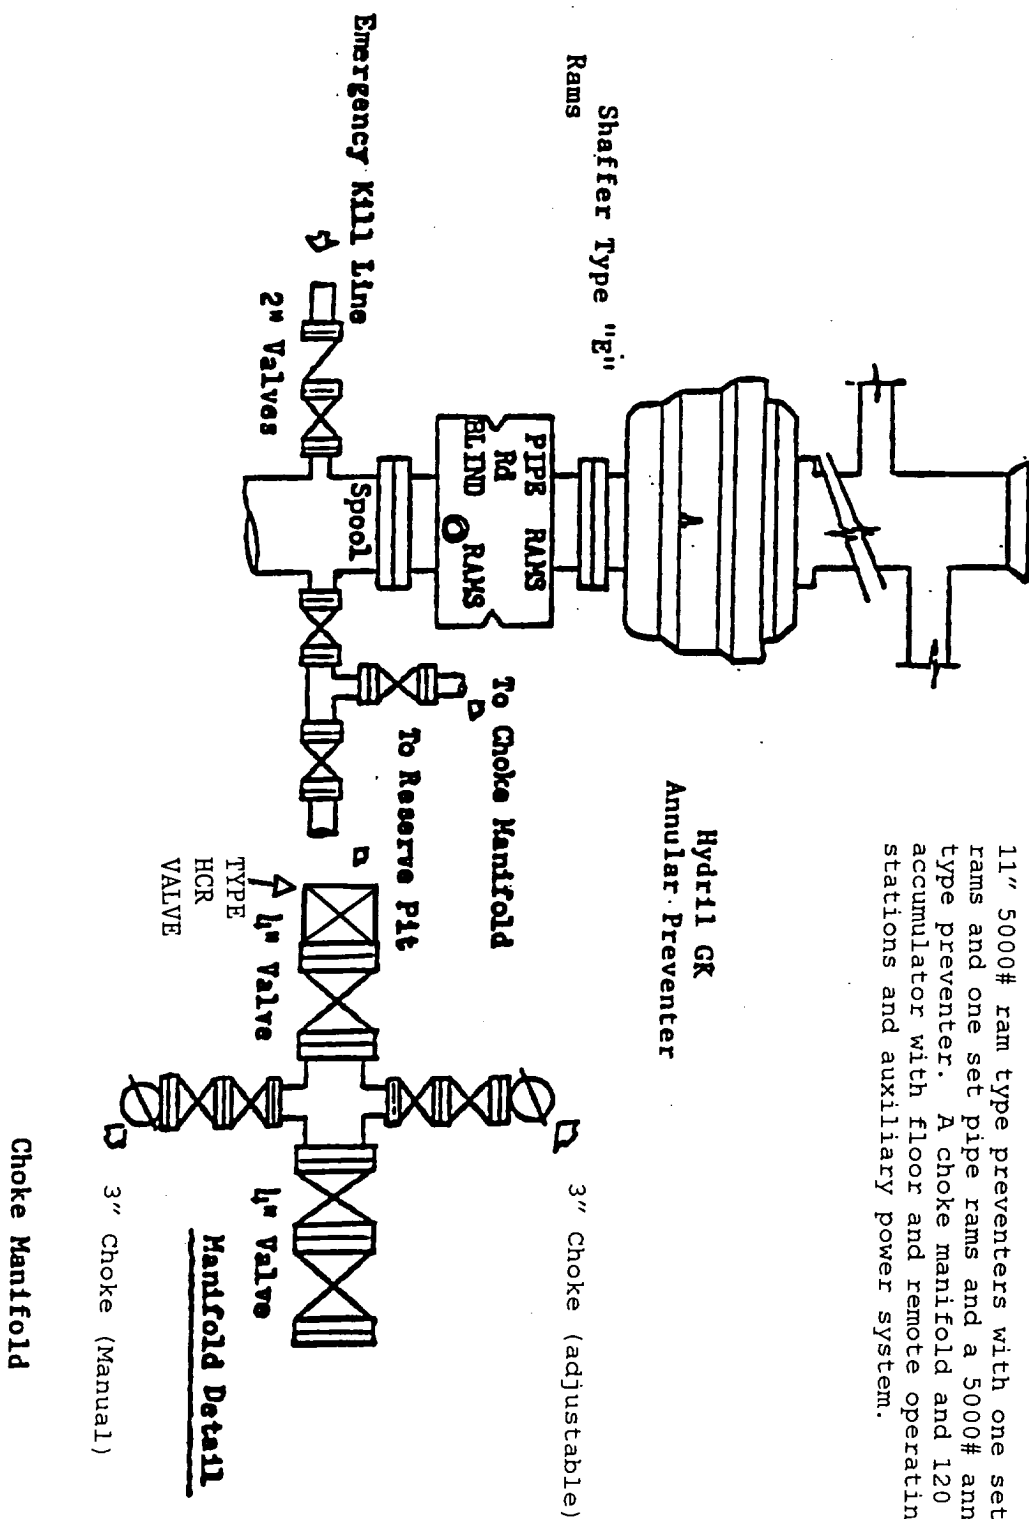 11" 5000# ram type preventers with one set
rams and one set pipe rams and a 5000# ann
type preventer. A choke manifold and 120
accumulator with floor and remote operatin
stations and auxiliary power system.
Hydril GK
Annular Preventer
Shaffer Type "E"
Rams
PIPE RAMS
Rd
BLIND RAMS
Spool
Emergency Kill Line
2" Valves
To Choke Manifold
To Reserve Pit
TYPE
HCR
VALVE
4" Valve
4" Valve
3" Choke (adjustable)
3" Choke (Manual)
Manifold Detail
Choke Manifold